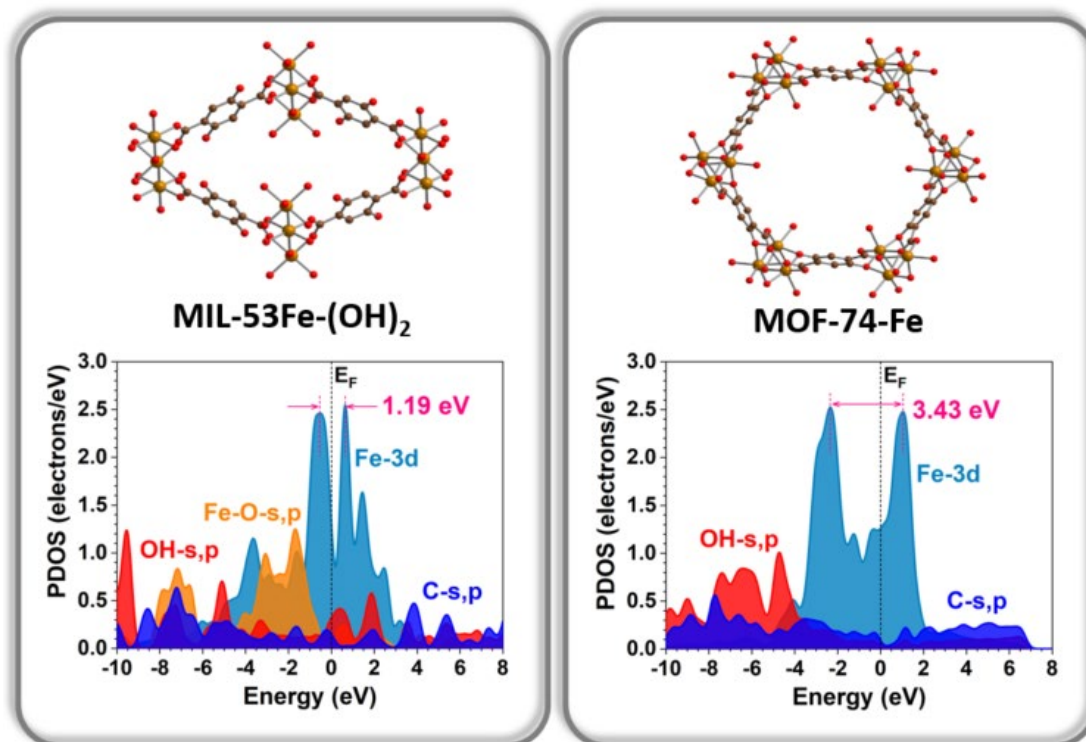 MIL-53Fe-(OH)₂
PDOS (electrons/eV)
3.0
2.5
2.0
1.5
1.0
0.5
0.0
E_F
1.19 eV
Fe-3d
Fe-O-s,p
OH-s,p
C-s,p
-10 -8 -6 -4 -2 0 2 4 6 8
Energy (eV)
MOF-74-Fe
PDOS (electrons/eV)
3.0
2.5
2.0
1.5
1.0
0.5
0.0
E_F
3.43 eV
Fe-3d
OH-s,p
C-s,p
-10 -8 -6 -4 -2 0 2 4 6 8
Energy (eV)